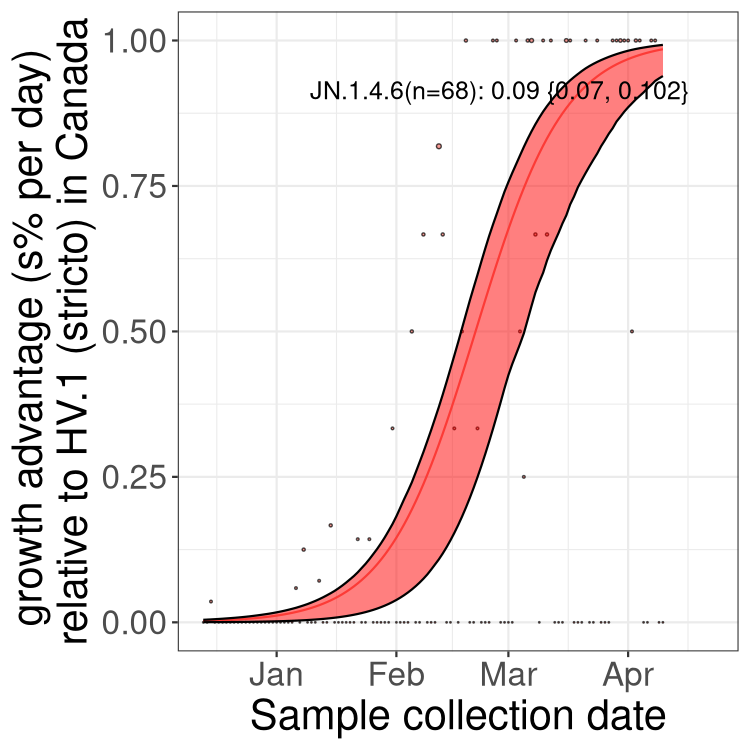 growth advantage (s% per day)
relative to HV.1 (stricto) in Canada
1.00
0.75
0.50
0.25
0.00
JN.1.4.6(n=68): 0.09 {0.07, 0.102}
Jan Feb Mar Apr
Sample collection date